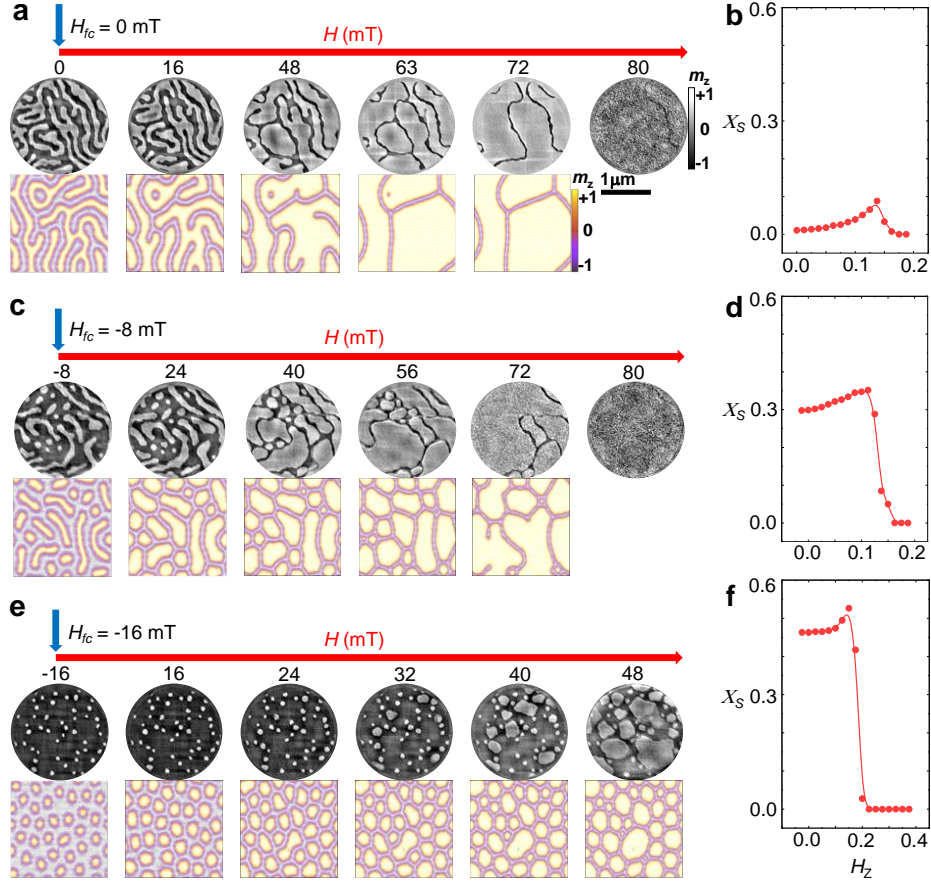 a
H_fc = 0 mT
H (mT)
0 16 48 63 72 80
m_z
+1
0
-1
1μm
m_z
+1
0
-1
b
0.6
X_S 0.3
0.0
0.0 0.1 0.2
c
H_fc = -8 mT
H (mT)
-8 24 40 56 72 80
d
0.6
X_S 0.3
0.0
0.0 0.1 0.2
e
H_fc = -16 mT
H (mT)
-16 16 24 32 40 48
f
0.6
X_S 0.3
0.0
0.0 0.2 0.4
H_Z